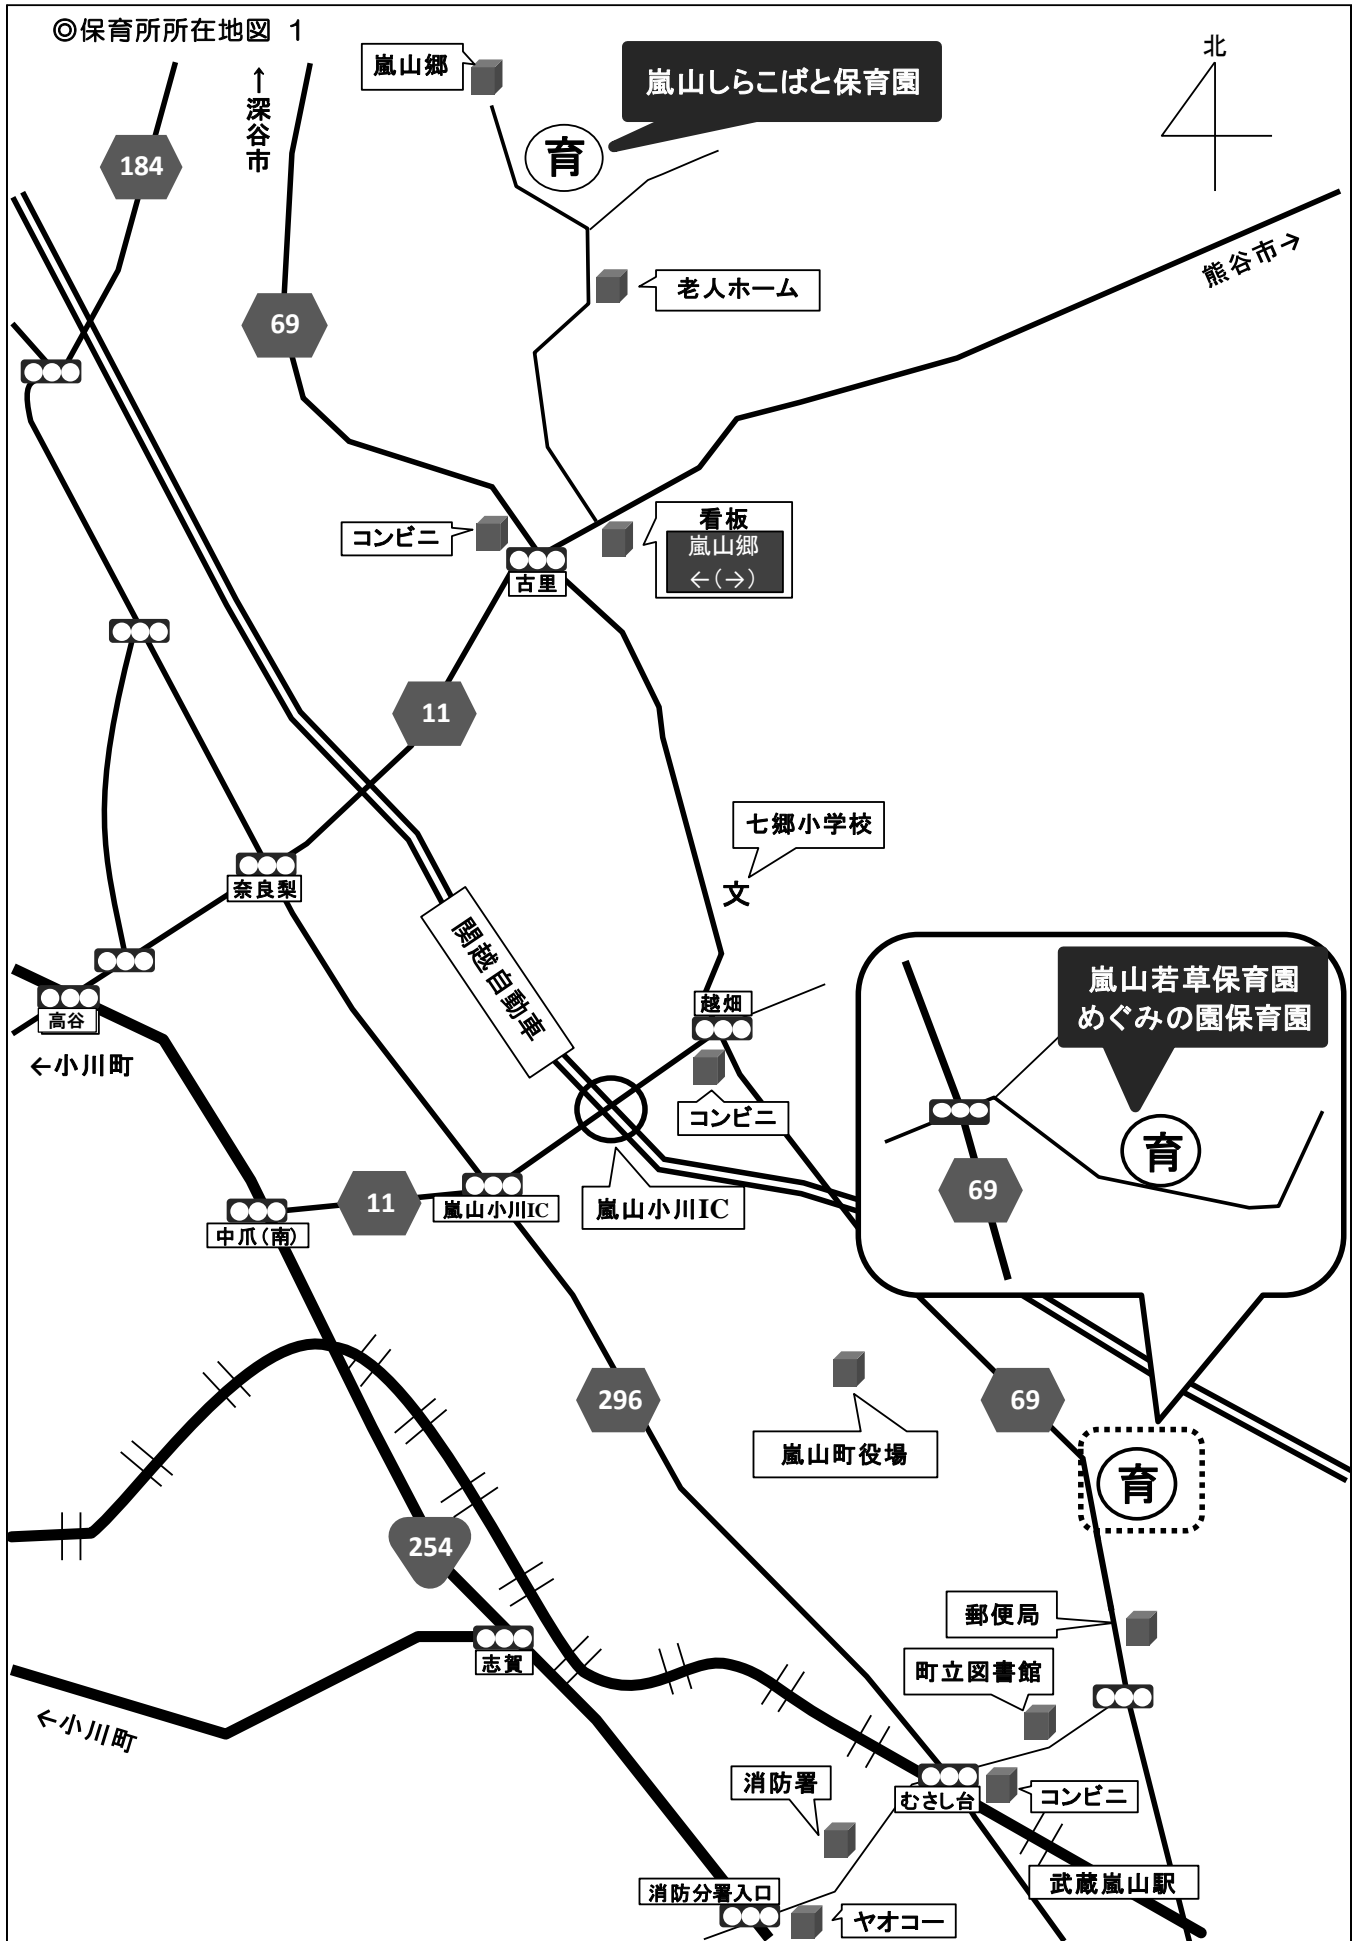 ◎保育所所在地図 1
北
嵐山郷
嵐山しらこばと保育園
↑深谷市
育
184
熊谷市→
老人ホーム
69
コンビニ
看板
嵐山郷
←(→)
古里
11
七郷小学校
文
奈良梨
関越自動車
嵐山若草保育園
めぐみの園保育園
越畑
高谷
←小川町
コンビニ
育
69
11
嵐山小川IC
嵐山小川IC
中爪(南)
296
69
嵐山町役場
育
254
郵便局
志賀
町立図書館
←小川町
消防署
むさし台
コンビニ
武蔵嵐山駅
消防分署入口
ヤオコー